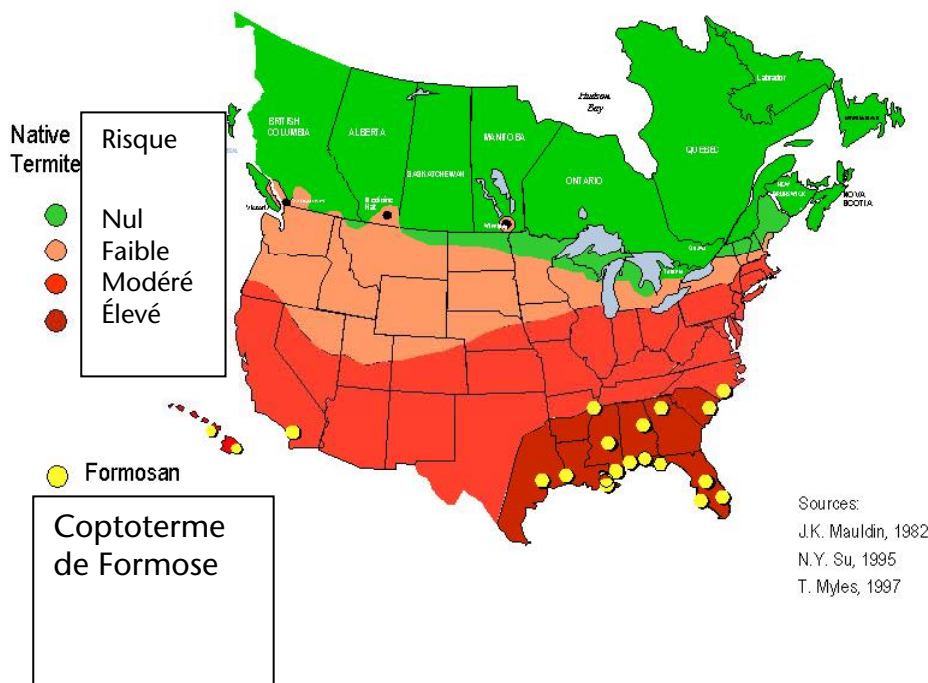 Native
Termite
Risque
Nul
Faible
Modéré
Élevé
Formosan
Coptoterme
de Formose
BRITISH
COLUMBIA
ALBERTA
SASKATCHEWAN
MANITOBA
ONTARIO
QUEBEC
Hudson
Bay
Labrador
NEW
BRUNSWICK
NOVA
SCOTIA
Medicine
Hat
Sources:
J.K. Mauldin, 1982
N.Y. Su, 1995
T. Myles, 1997